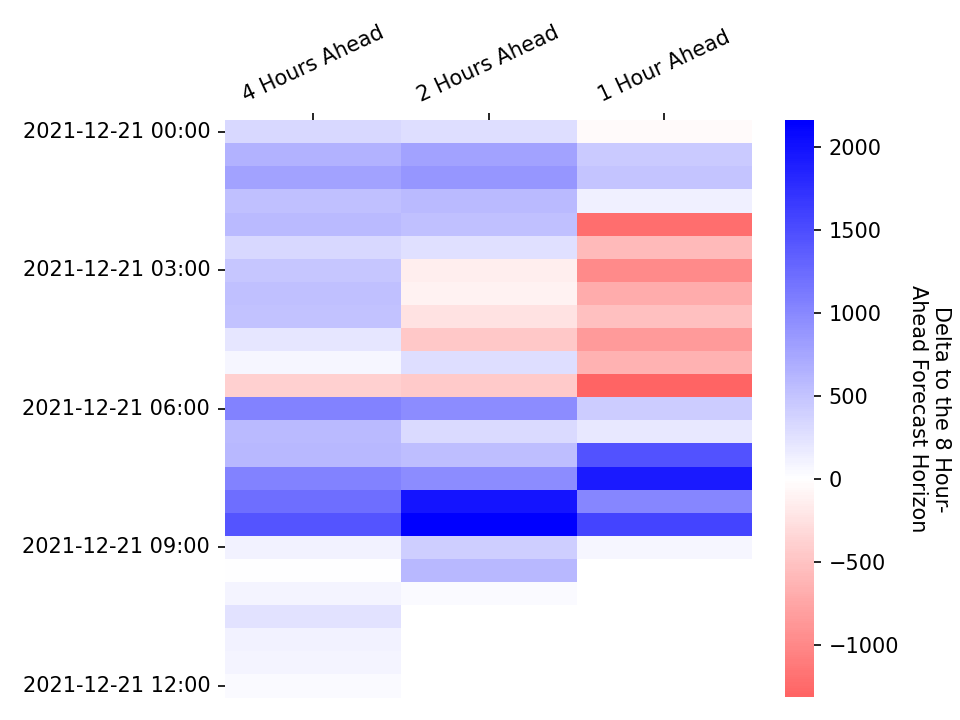 4 Hours Ahead
2 Hours Ahead
1 Hour Ahead
2021-12-21 00:00
2021-12-21 03:00
2021-12-21 06:00
2021-12-21 09:00
2021-12-21 12:00
2000
1500
1000
500
0
−500
−1000
Delta to the 8 Hour-
Ahead Forecast Horizon